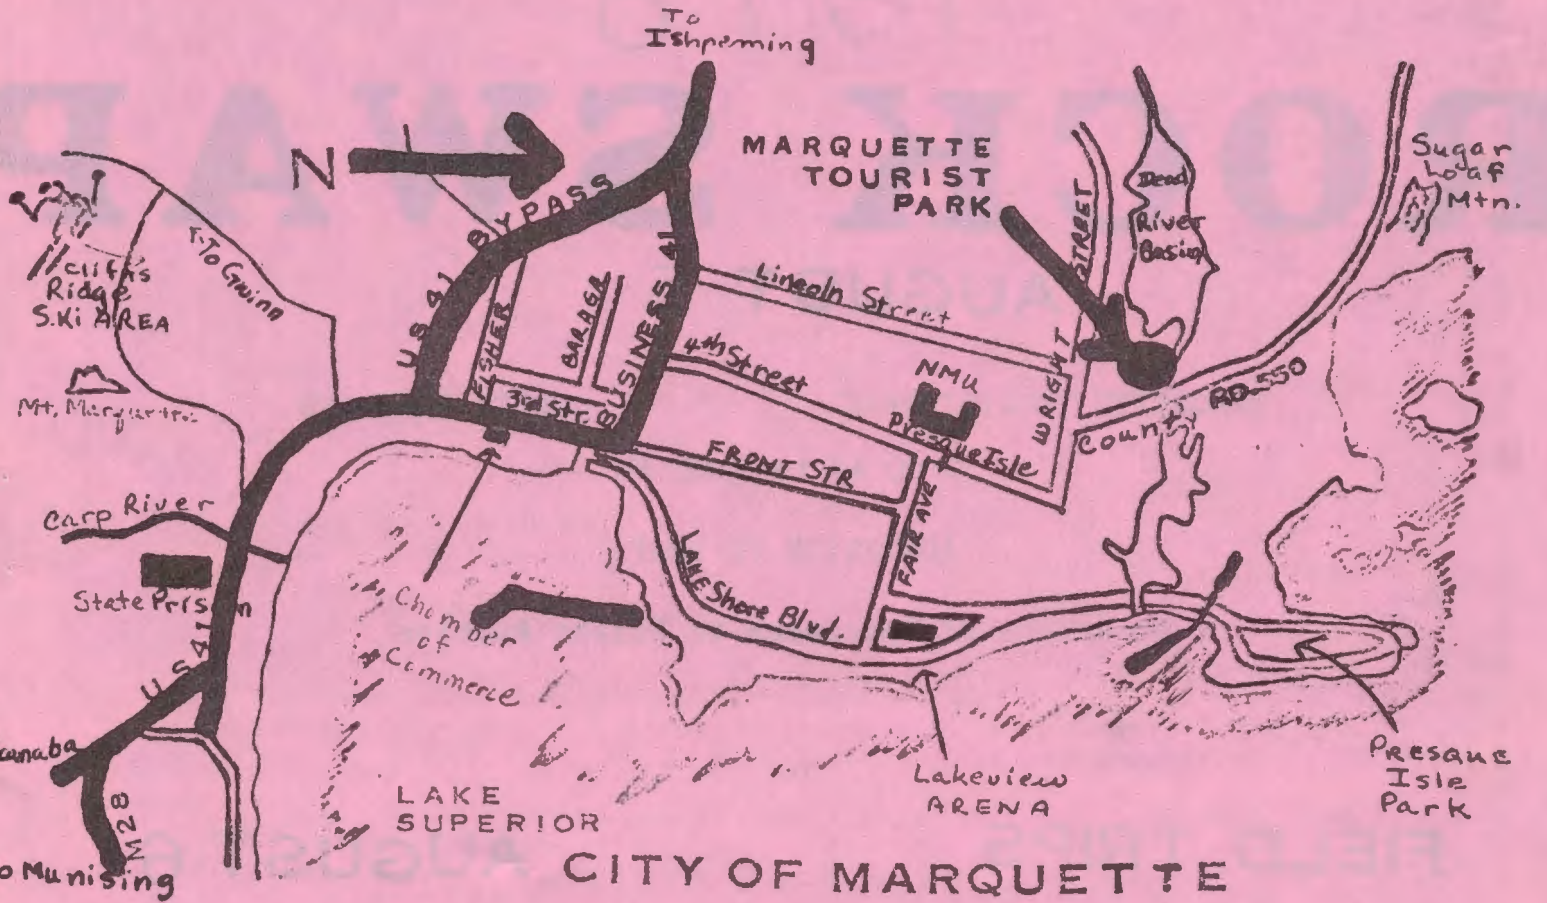 To
Ishpeming
N
MARQUETTE
TOURIST
PARK
Sugar
Loaf
Mtn.
Dead
River
Basin
U S 41 BYPASS
T-To Gwinn
Cliffs
Ridge
Ski AREA
Mt. Marquette
FISHER
BARAGA
BUSINESS 41
3rd Str.
Lincoln Street
4th Street
NMU
Presque Isle
WRIGHT STREET
County RD. 550
FRONT STR
FAIR AVE
Carp River
State Prison
U S 41
Chamber
of
Commerce
LAKE Shore Blvd.
canaba
M28
o Munising
LAKE
SUPERIOR
Lakeview
ARENA
PRESQUE
Isle
Park
CITY OF MARQUETTE